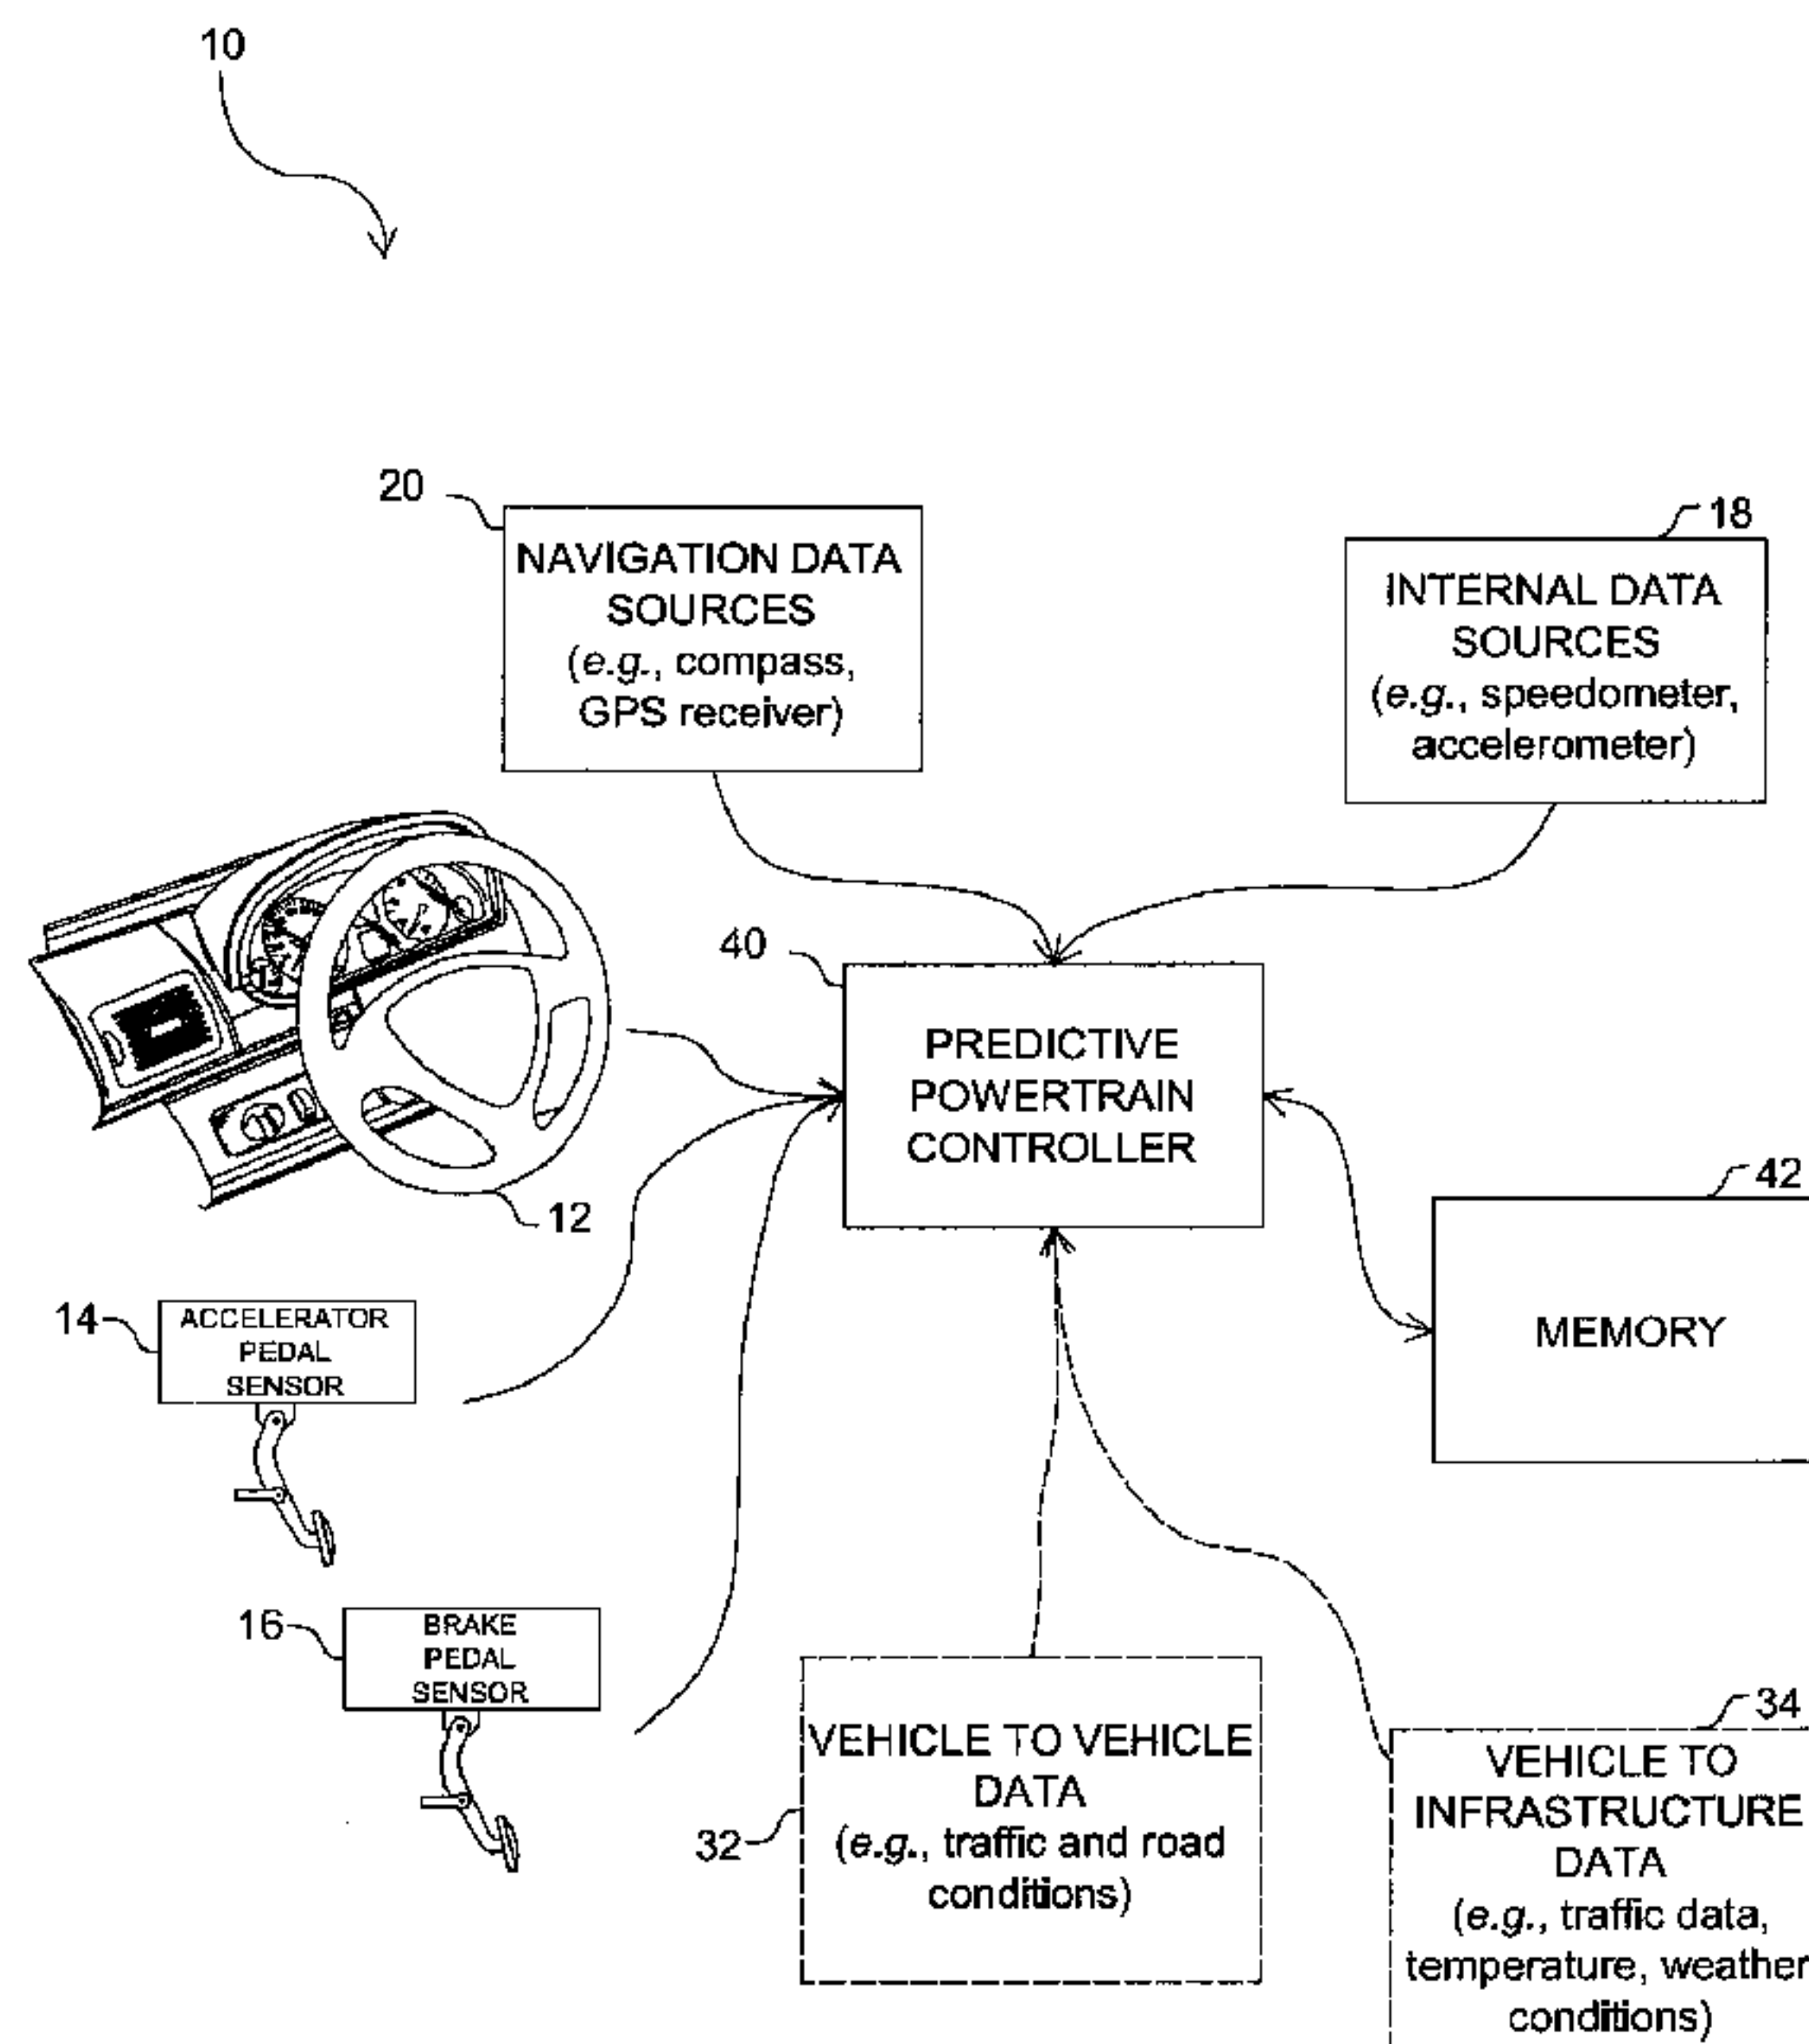 10
20
NAVIGATION DATA
SOURCES
(e.g., compass,
GPS receiver)
18
INTERNAL DATA
SOURCES
(e.g., speedometer,
accelerometer)
40
PREDICTIVE
POWERTRAIN
CONTROLLER
12
42
MEMORY
14
ACCELERATOR
PEDAL
SENSOR
16
BRAKE
PEDAL
SENSOR
32
VEHICLE TO VEHICLE
DATA
(e.g., traffic and road
conditions)
34
VEHICLE TO
INFRASTRUCTURE
DATA
(e.g., traffic data,
temperature, weather
conditions)